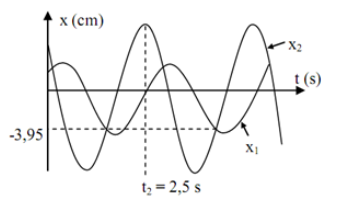 x (cm)
x₂
t (s)
-3,95
x₁
t₂ = 2,5 s